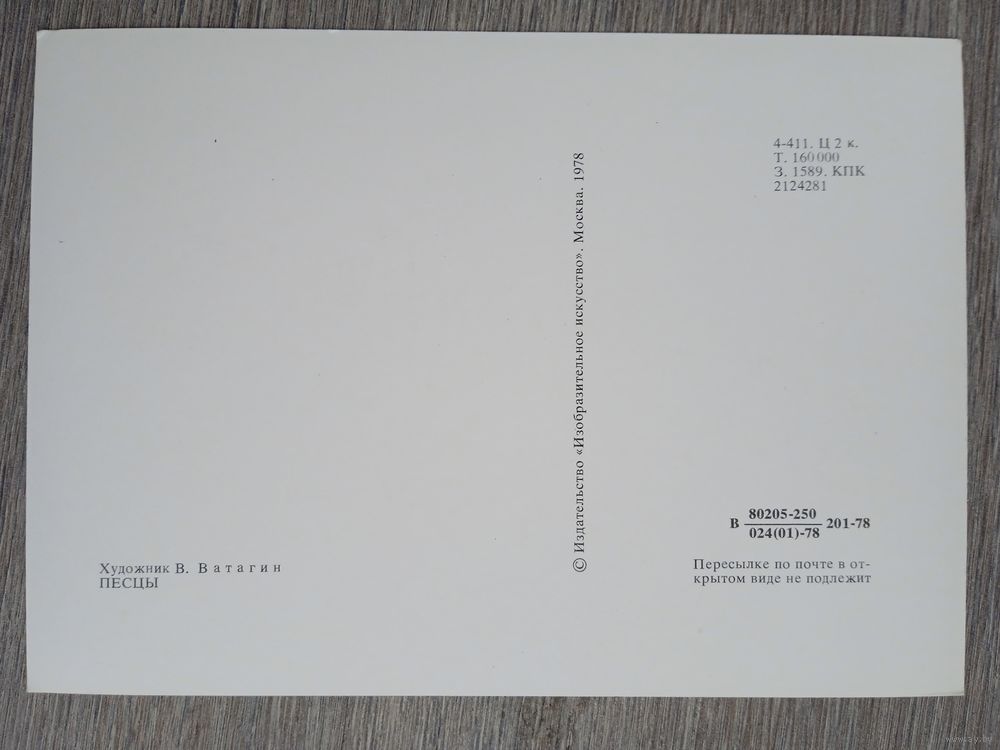 4-411. Ц 2 к.
Т. 160 000
З. 1589. КПК
2124281
© Издательство «Изобразительное искусство». Москва. 1978
В 80205-250 201-78
024(01)-78
Художник В. Ватагин
ПЕСЦЫ
Пересылке по почте в от-
крытом виде не подлежит